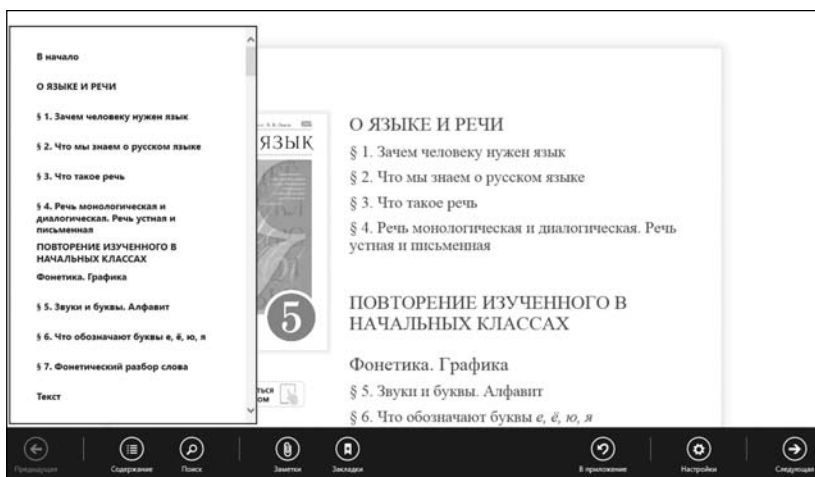 В начало
О ЯЗЫКЕ И РЕЧИ
§ 1. Зачем человеку нужен язык
§ 2. Что мы знаем о русском языке
§ 3. Что такое речь
§ 4. Речь монологическая и
диалогическая. Речь устная и
письменная
ПОВТОРЕНИЕ ИЗУЧЕННОГО В
НАЧАЛЬНЫХ КЛАССАХ
Фонетика. Графика
§ 5. Звуки и буквы. Алфавит
§ 6. Что обозначают буквы е, ё, ю, я
§ 7. Фонетический разбор слова
Текст
ЯЗЫК
5
О ЯЗЫКЕ И РЕЧИ
§ 1. Зачем человеку нужен язык
§ 2. Что мы знаем о русском языке
§ 3. Что такое речь
§ 4. Речь монологическая и диалогическая. Речь
устная и письменная
ПОВТОРЕНИЕ ИЗУЧЕННОГО В
НАЧАЛЬНЫХ КЛАССАХ
Фонетика. Графика
§ 5. Звуки и буквы. Алфавит
§ 6. Что обозначают буквы е, ё, ю, я
Предыдущая
Содержание
Поиск
Заметки
Закладки
В приложение
Настройки
Следующая